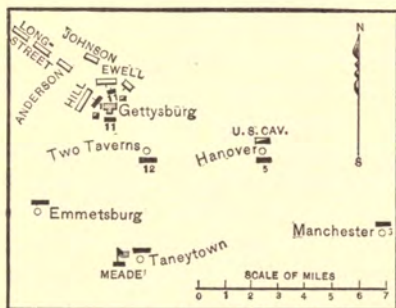 LONG-
STREET
JOHNSON
ANDERSON
EWELL
HILL
11
Gettysburg
11
N
S
U.S. CAV.
Two Taverns
12
Hanover
5
Emmetsburg
Manchester
MEADE
Taneytown
SCALE OF MILES
0 1 2 3 4 5 6 7